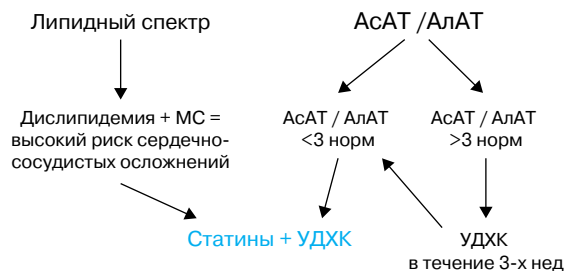 Липидный спектр
АсАТ /АлАТ
Дислипидемия + МС =
высокий риск сердечно-
сосудистых осложнений
АсАТ / АлАТ
<3 норм
АсАТ / АлАТ
>3 норм
Статины + УДХК
УДХК
в течение 3-х нед